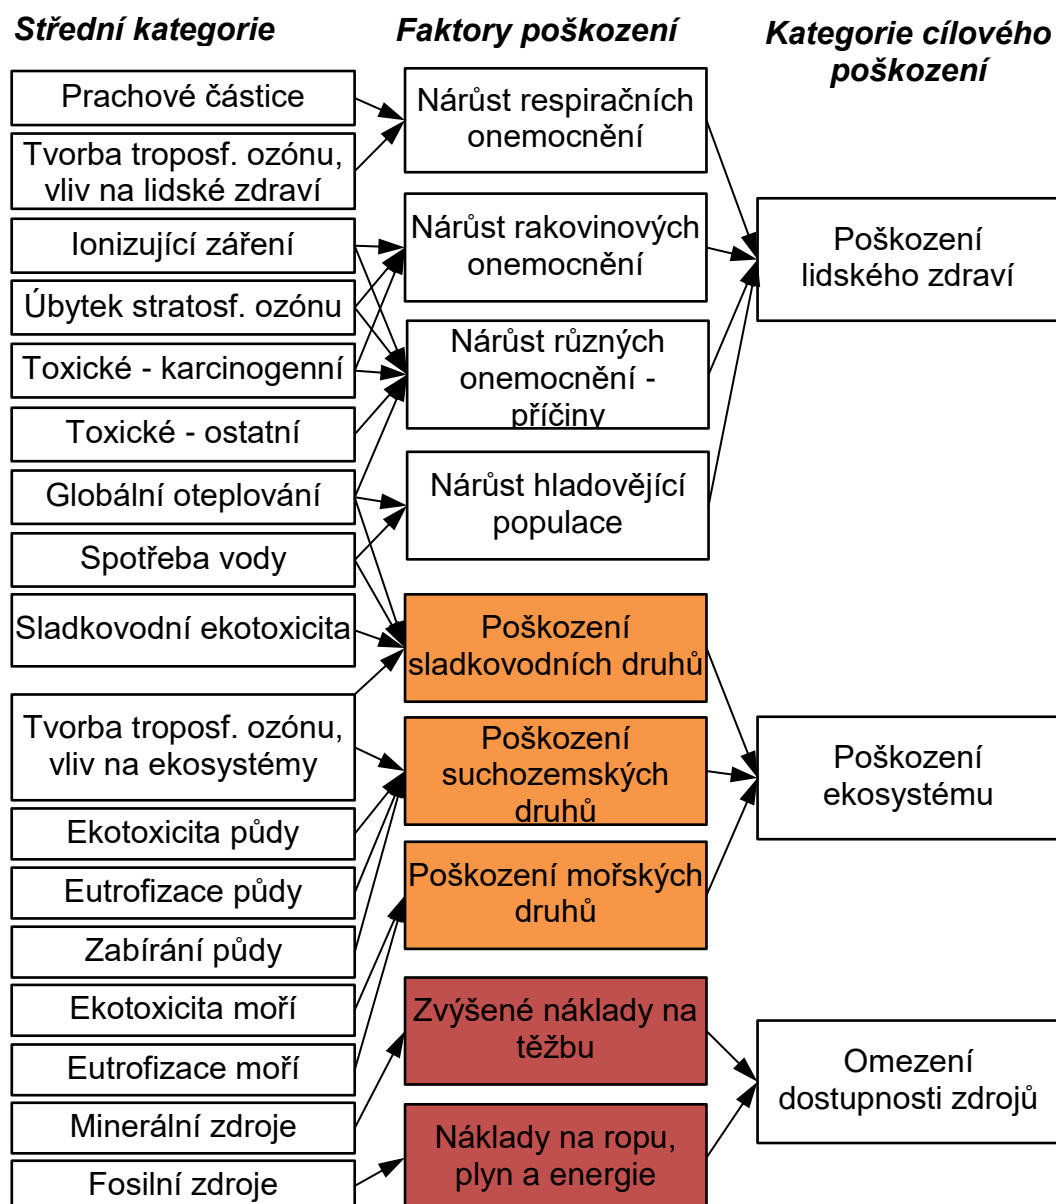 Střední kategorie
Prachové částice
Tvorba troposf. ozónu,
vliv na lidské zdraví
Ionizující záření
Úbytek stratosf. ozónu
Toxické - karcinogenní
Toxické - ostatní
Globální oteplování
Spotřeba vody
Sladkovodní ekotoxicita
Tvorba troposf. ozónu,
vliv na ekosystémy
Ekotoxicita půdy
Eutrofizace půdy
Zabírání půdy
Ekotoxicita moří
Eutrofizace moří
Minerální zdroje
Fosilní zdroje
Faktory poškození
Nárůst respiračních
onemocnění
Nárůst rakovinových
onemocnění
Nárůst různých
onemocnění -
příčiny
Nárůst hladovějící
populace
Poškození
sladkovodních druhů
Poškození
suchozemských
druhů
Poškození mořských
druhů
Zvýšené náklady na
těžbu
Náklady na ropu,
plyn a energie
Kategorie cílového
poškození
Poškození
lidského zdraví
Poškození
ekosystému
Omezení
dostupnosti zdrojů